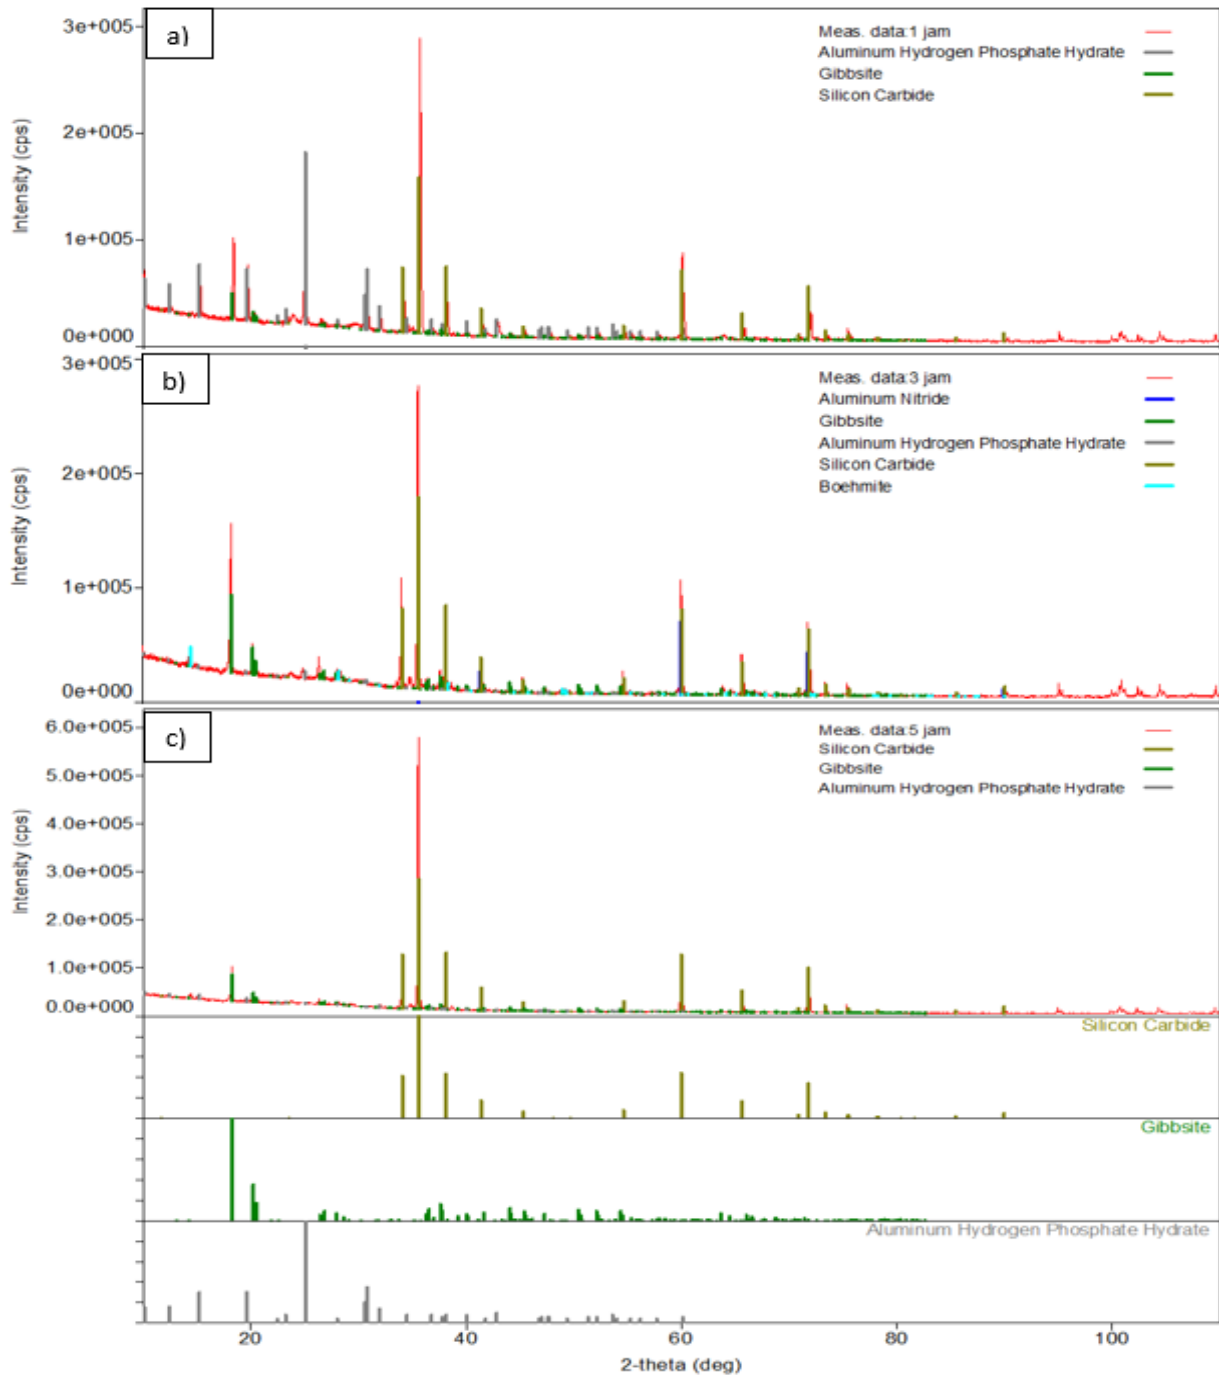 a)
3e+005
2e+005
1e+005
0e+000
Intensity (cps)
Meas. data:1 jam
Aluminum Hydrogen Phosphate Hydrate
Gibbsite
Silicon Carbide
b)
3e+005
2e+005
1e+005
0e+000
Intensity (cps)
Meas. data:3 jam
Aluminum Nitride
Gibbsite
Aluminum Hydrogen Phosphate Hydrate
Silicon Carbide
Boehmite
c)
6.0e+005
5.0e+005
4.0e+005
3.0e+005
2.0e+005
1.0e+005
0.0e+000
Intensity (cps)
Meas. data:5 jam
Silicon Carbide
Gibbsite
Aluminum Hydrogen Phosphate Hydrate
Silicon Carbide
Gibbsite
Aluminum Hydrogen Phosphate Hydrate
20 40 60 80 100
2-theta (deg)